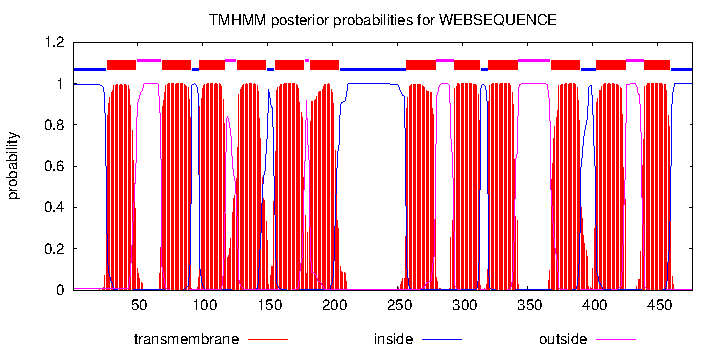 TMHMM posterior probabilities for WEBSEQUENCE
1.2
1
0.8
0.6
0.4
0.2
0
probability
50 100 150 200 250 300 350 400 450
transmembrane inside outside